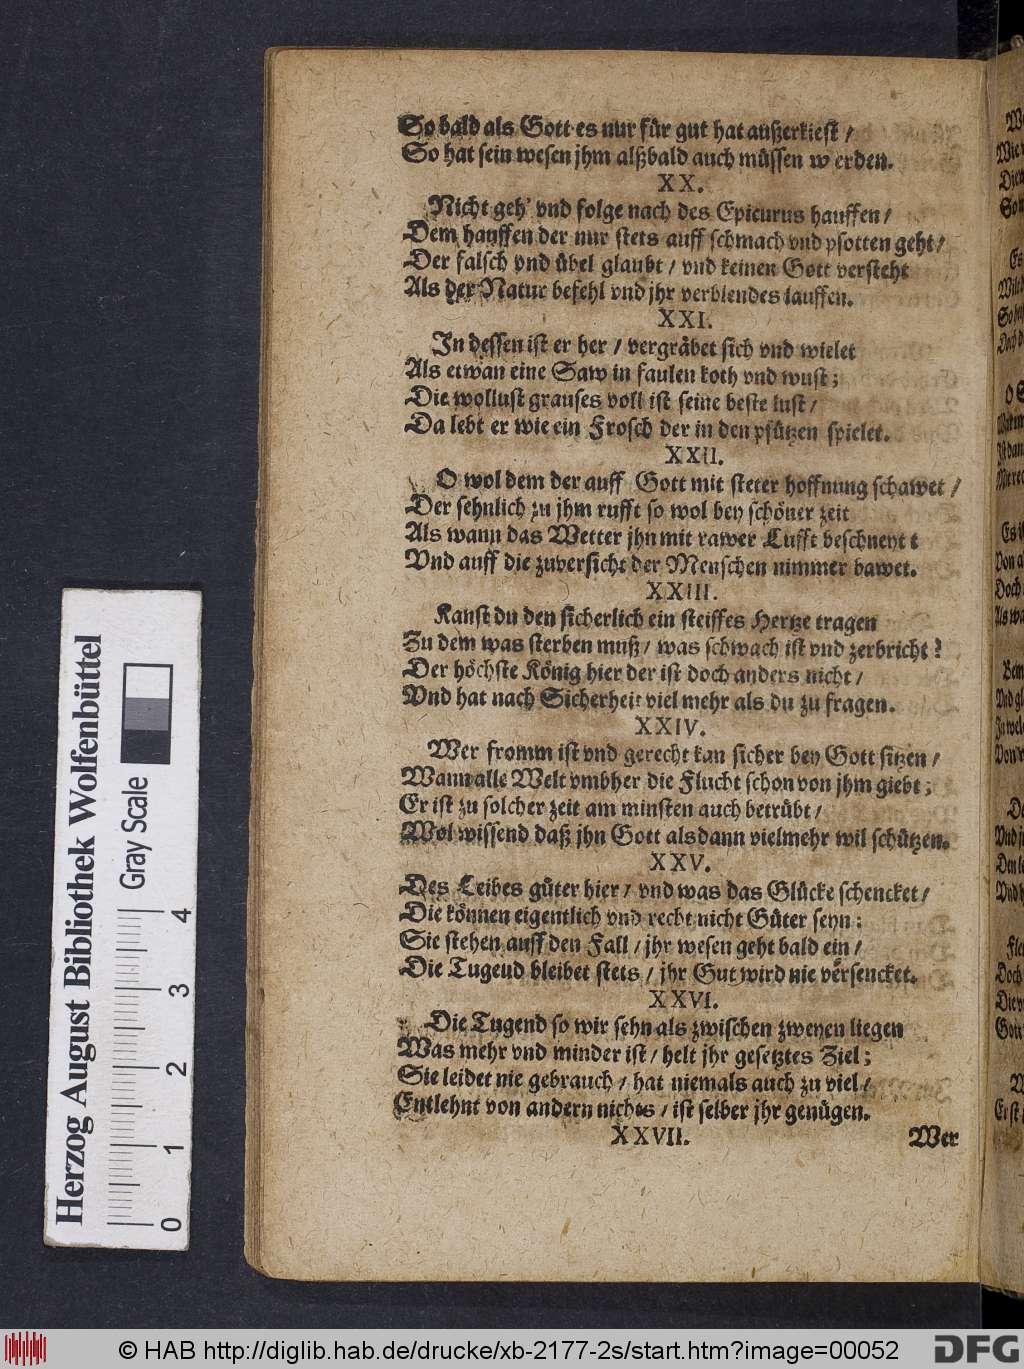 So bald als Gott es nur für gut hat außerkiest /
So hat sein wesen jhm alßbald auch müssen werden.
XX.
Nicht geh' vnd folge nach des Epicurus hauffen /
Dem hauffen der nur stets auff schmach vnd psotten geht /
Der falsch vnd übel glaubt / vnd keinen Gott versteht
Als der Natur befehl vnd jhr verblendes lauffen.
XXI.
In dessen ist er her / vergräbet sich vnd wielet
Als etwan eine Saw in faulen koth vnd wust;
Die wollust grauses voll ist seine beste lust /
Da lebt er wie ein Frosch der in den pfützen spielet.
XXII.
O wol dem der auff Gott mit steter hoffnung schawet /
Der sehnlich zu jhm rufft so wol bey schöner zeit
Als wann das Wetter jhn mit rawer Lufft beschneyt
Vnd auff die zuversicht der Menschen nimmer bawet.
XXIII.
Kanst du den sicherlich ein steiffes Hertze tragen
Zu dem was sterben muß / was schwach ist vnd zerbricht?
Der höchste König hier der ist doch anders nicht /
Vnd hat nach Sicherheit viel mehr als du zu fragen.
XXIV.
Wer fromm ist vnd gerecht kan sicher bey Gott sitzen /
Wann alle Welt vmbher die Flucht schon von jhm giebt;
Er ist zu solcher zeit am minsten auch betrübt /
Wol wissend daß jhn Gott alsdann vielmehr wil schützen.
XXV.
Des Leibes güter hier / vnd was das Glücke schencket /
Die können eigentlich vnd recht nicht Güter seyn:
Sie stehen auff den Fall / jhr wesen geht bald ein /
Die Tugend bleibet stets / jhr Gut wird nie versencket.
XXVI.
Die Tugend so wir sehn als zwischen zweyen liegen
Was mehr vnd minder ist / helt jhr gesetztes Ziel;
Sie leidet nie gebrauch / hat niemals auch zu viel /
Entlehnt von andern nichts / ist selber jhr genügen.
XXVII.
Wer
Herzog August Bibliothek Wolfenbüttel
Gray Scale
0 1 2 3 4
© HAB http://diglib.hab.de/drucke/xb-2177-2s/start.htm?image=00052
DFG